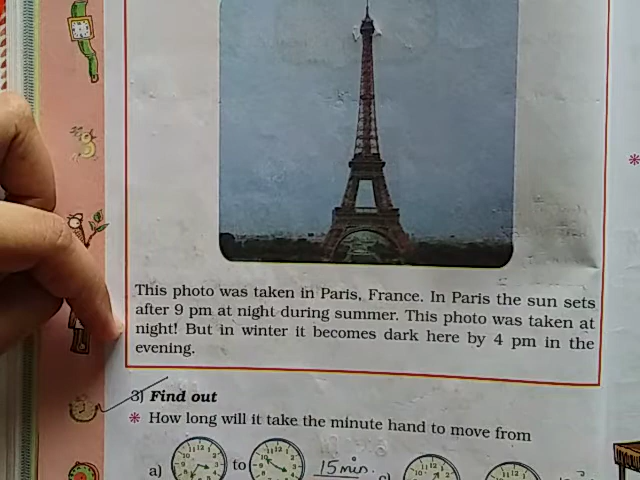 This photo was taken in Paris, France. In Paris the sun sets
after 9 pm at night during summer. This photo was taken at
night! But in winter it becomes dark here by 4 pm in the
evening.
3) Find out
* How long will it take the minute hand to move from
a) to 15 min.